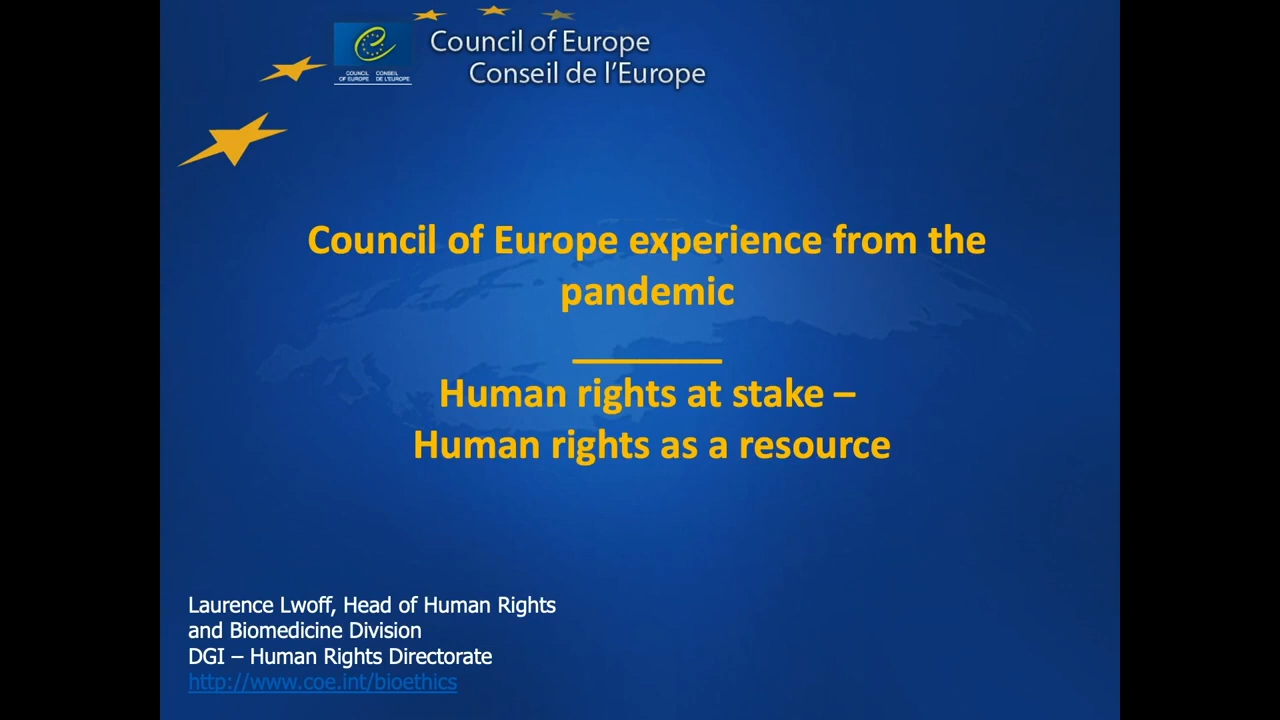 Council of Europe
Conseil de l'Europe
COUNCIL CONSEIL
OF EUROPE DE L'EUROPE
Council of Europe experience from the
pandemic
Human rights at stake –
Human rights as a resource
Laurence Lwoff, Head of Human Rights
and Biomedicine Division
DGI – Human Rights Directorate
http://www.coe.int/bioethics